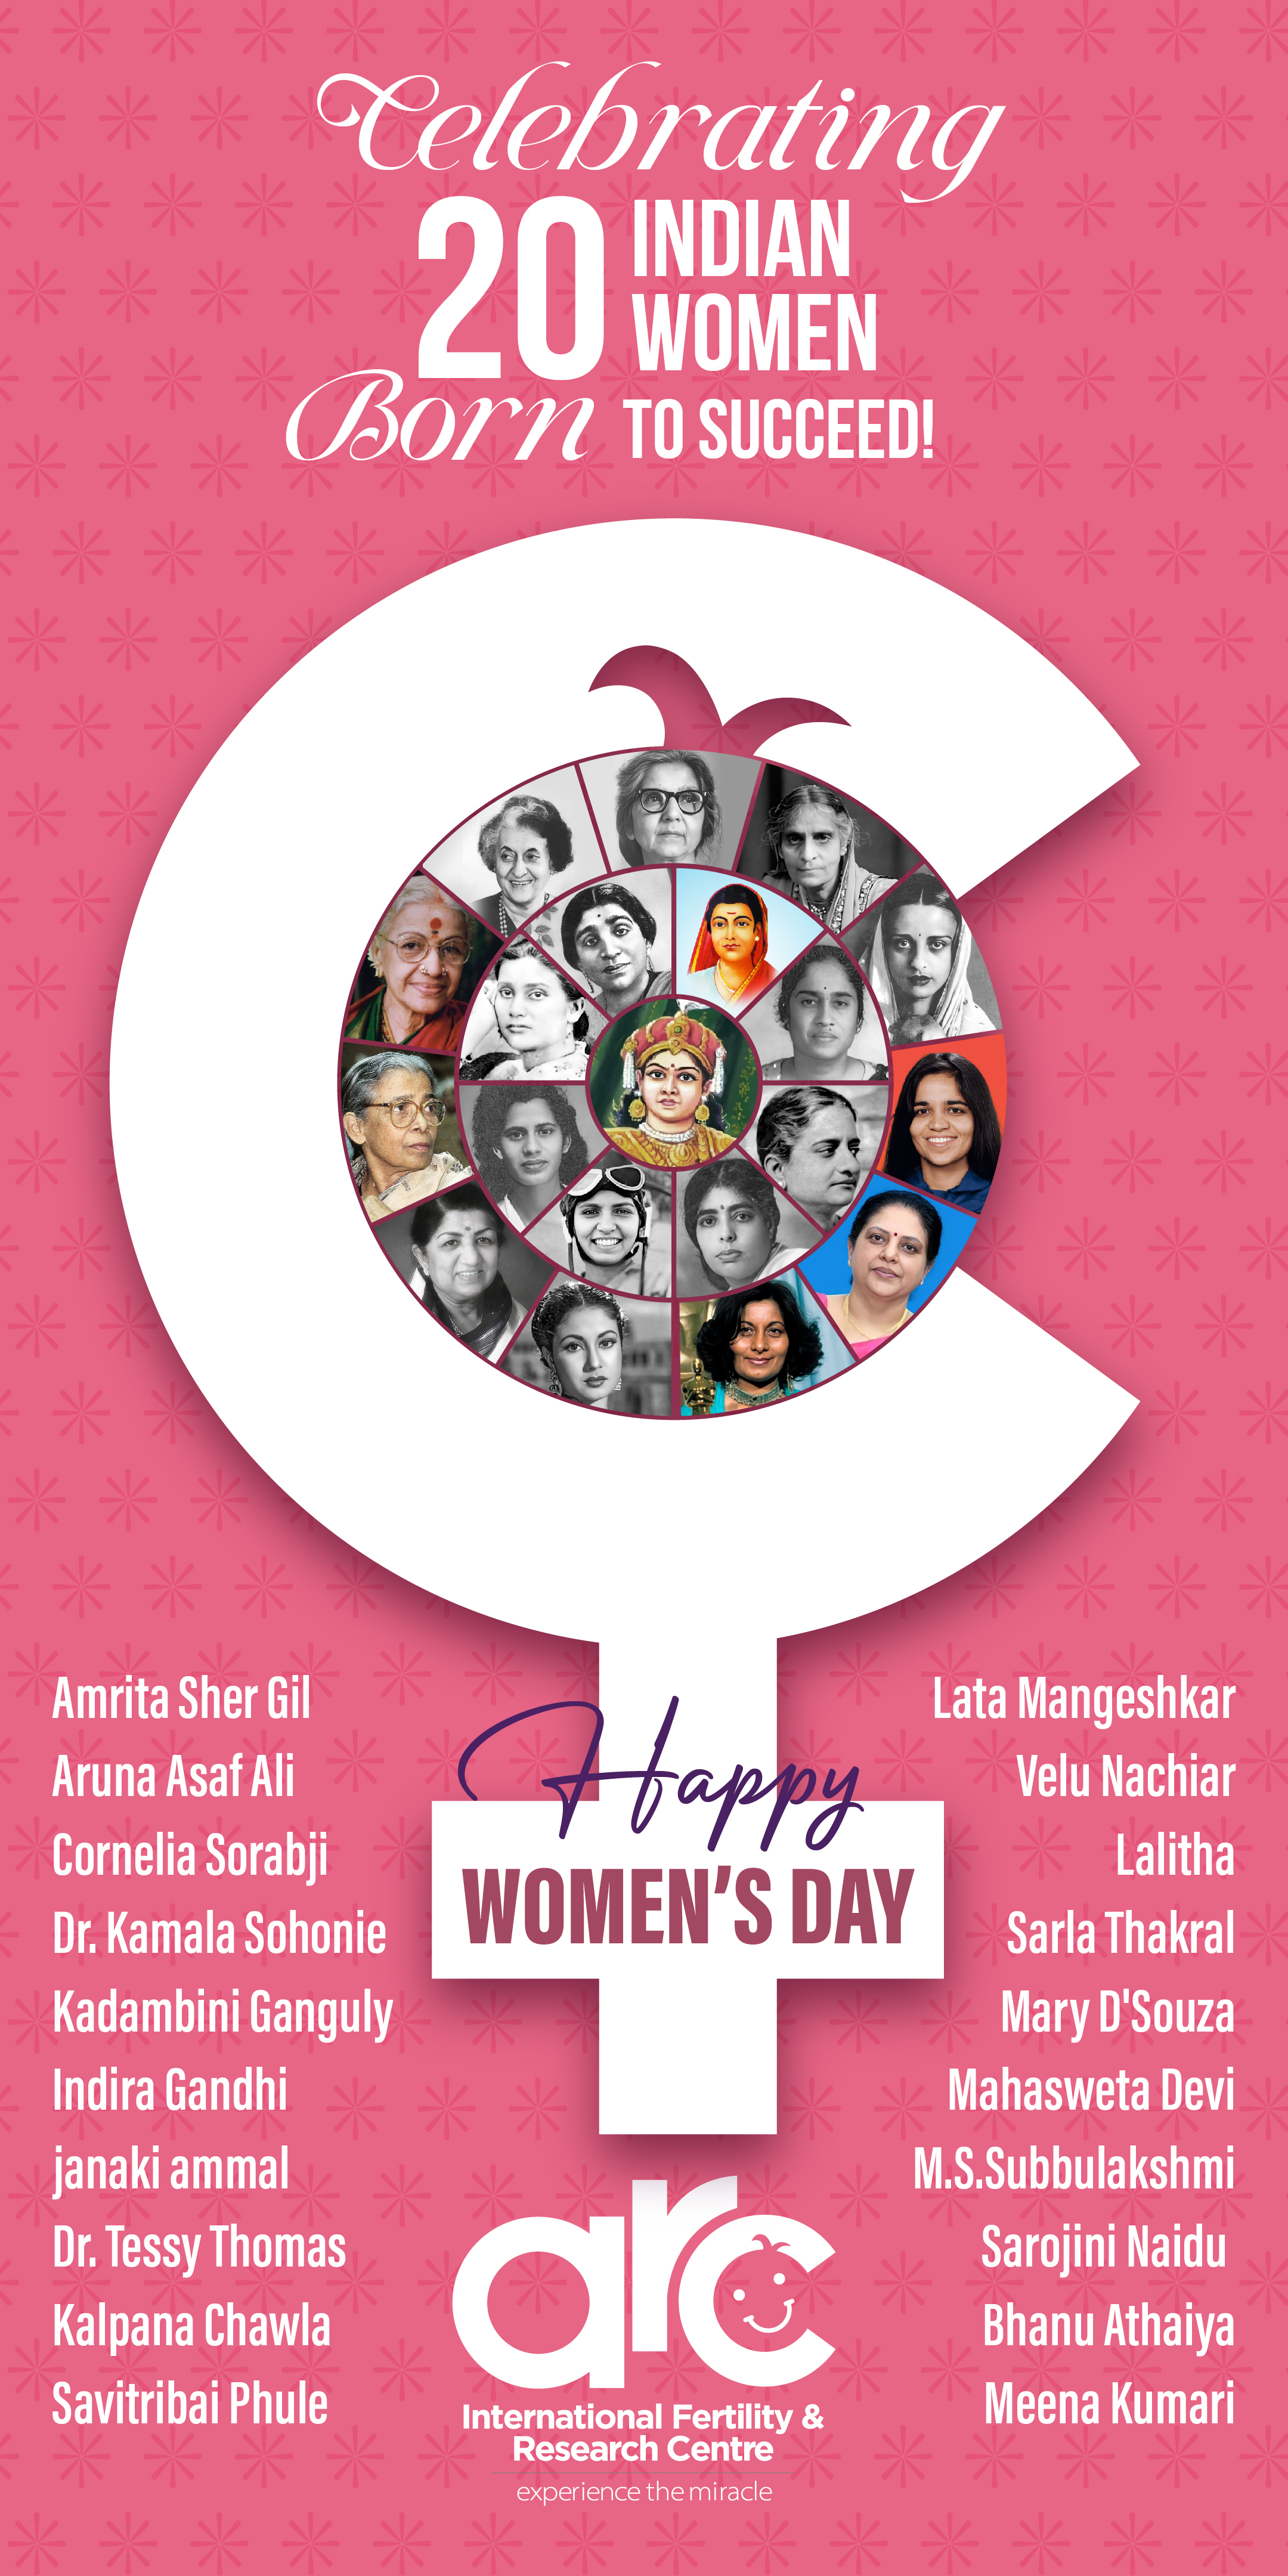 Celebrating
20 INDIAN
WOMEN
Born TO SUCCEED!
Amrita Sher Gil
Aruna Asaf Ali
Cornelia Sorabji
Dr. Kamala Sohonie
Kadambini Ganguly
Indira Gandhi
janaki ammal
Dr. Tessy Thomas
Kalpana Chawla
Savitribai Phule
Happy
WOMEN'S DAY
Lata Mangeshkar
Velu Nachiar
Lalitha
Sarla Thakral
Mary D'Souza
Mahasweta Devi
M.S.Subbulakshmi
Sarojini Naidu
Bhanu Athaiya
Meena Kumari
arc
International Fertility &
Research Centre
experience the miracle